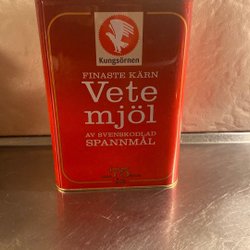 Kungsörnen
FINASTE KÄRN
Vete
mjöl
AV SVENSKODLAD
SPANNMÅL